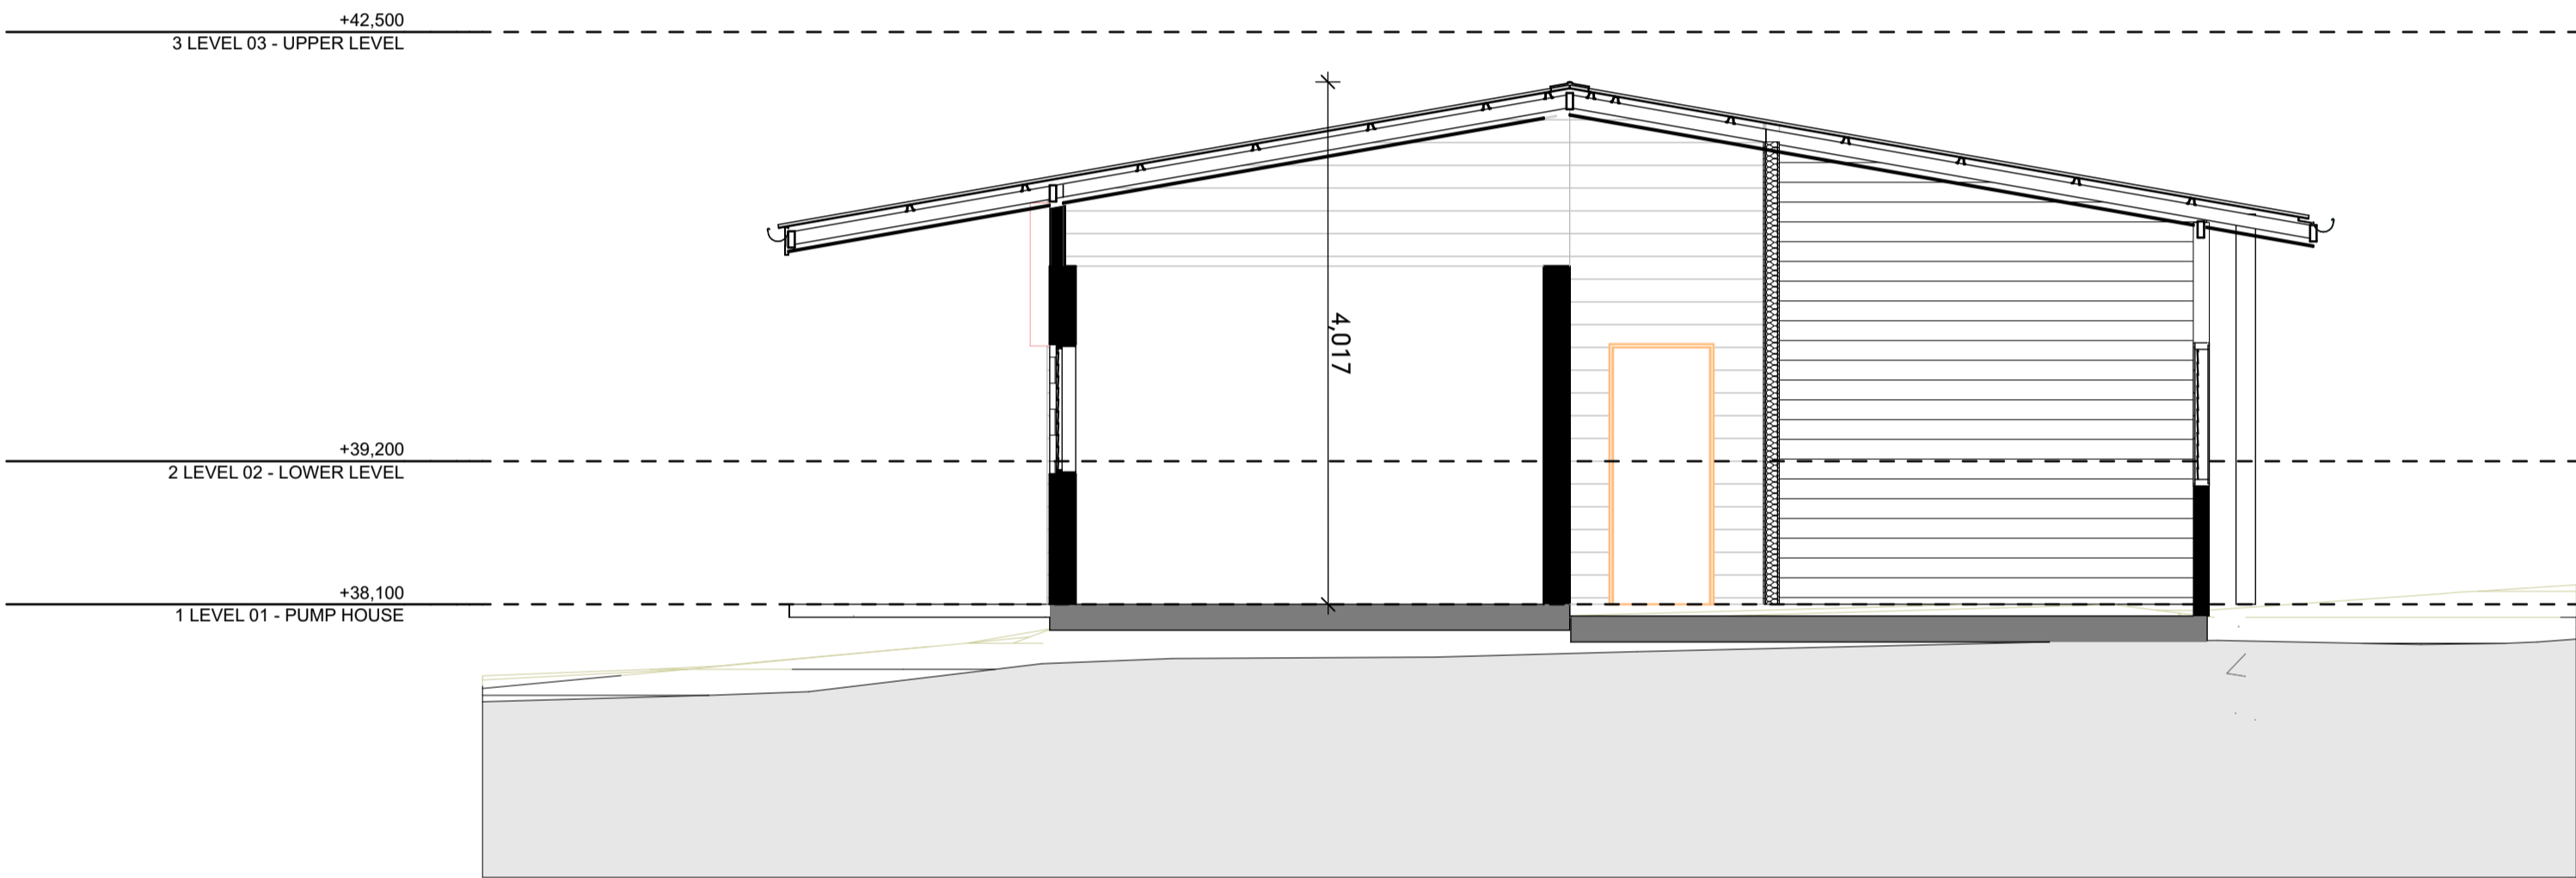 +42,500
3 LEVEL 03 - UPPER LEVEL
4,017
+39,200
2 LEVEL 02 - LOWER LEVEL
+38,100
1 LEVEL 01 - PUMP HOUSE